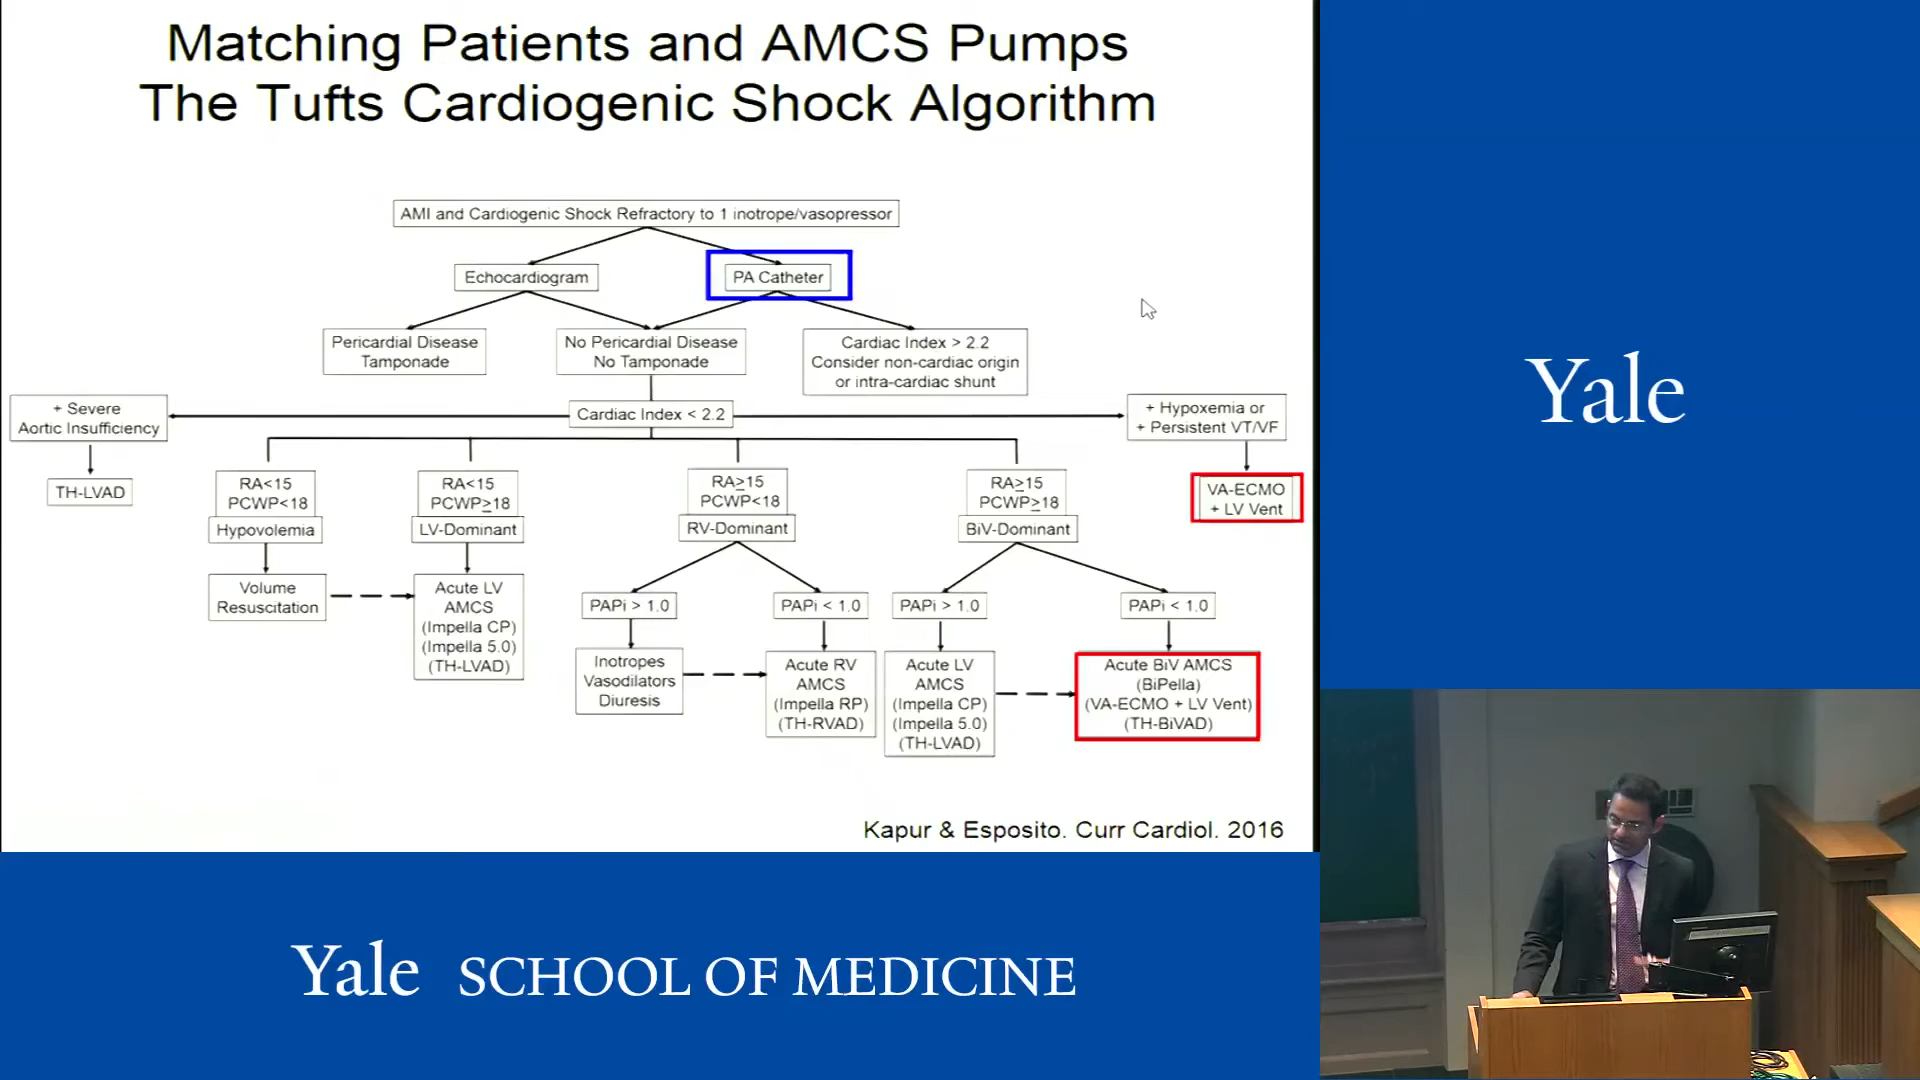 Matching Patients and AMCS Pumps
The Tufts Cardiogenic Shock Algorithm
AMI and Cardiogenic Shock Refractory to 1 inotrope/vasopressor
Echocardiogram
PA Catheter
Pericardial Disease
Tamponade
No Pericardial Disease
No Tamponade
Cardiac Index > 2.2
Consider non-cardiac origin
or intra-cardiac shunt
+ Severe
Aortic Insufficiency
Cardiac Index < 2.2
+ Hypoxemia or
+ Persistent VT/VF
TH-LVAD
RA<15
PCWP<18
Hypovolemia
RA<15
PCWP≥18
LV-Dominant
RA≥15
PCWP<18
RV-Dominant
RA≥15
PCWP≥18
BiV-Dominant
VA-ECMO
+ LV Vent
Volume
Resuscitation
Acute LV
AMCS
(Impella CP)
(Impella 5.0)
(TH-LVAD)
PAPi > 1.0
PAPi < 1.0
PAPi > 1.0
PAPi < 1.0
Inotropes
Vasodilators
Diuresis
Acute RV
AMCS
(Impella RP)
(TH-RVAD)
Acute LV
AMCS
(Impella CP)
(Impella 5.0)
(TH-LVAD)
Acute BiV AMCS
(BiPella)
(VA-ECMO + LV Vent)
(TH-BiVAD)
Kapur & Esposito. Curr Cardiol. 2016
Yale
Yale SCHOOL OF MEDICINE